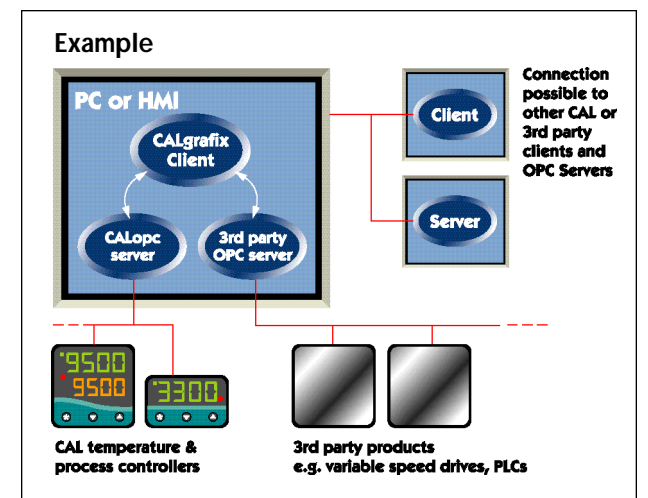 Example
PC or HMI
CALgrafix
Client
CALopc
server
3rd party
OPC server
Client
Server
Connection
possible to
other CAL or
3rd party
clients and
OPC Servers
9500
9500
3300
CAL temperature &
process controllers
3rd party products
e.g. variable speed drives, PLCs